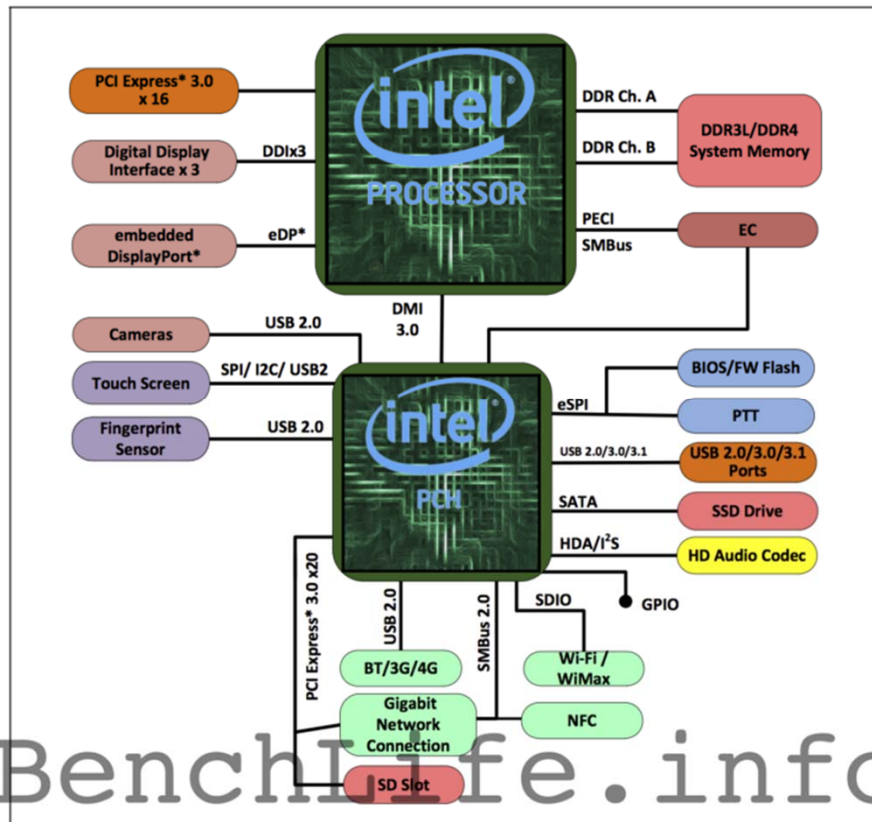 PCI Express* 3.0
x 16
Digital Display
Interface x 3
DDIx3
embedded
DisplayPort*
eDP*
intel®
PROCESSOR
DDR Ch. A
DDR Ch. B
DDR3L/DDR4
System Memory
PECI
SMBus
EC
DMI
3.0
Cameras
USB 2.0
Touch Screen
SPI/ I2C/ USB2
Fingerprint
Sensor
USB 2.0
intel®
PCH
eSPI
BIOS/FW Flash
PTT
USB 2.0/3.0/3.1
USB 2.0/3.0/3.1
Ports
SATA
SSD Drive
HDA/I²S
HD Audio Codec
GPIO
SDIO
PCI Express* 3.0 x20
USB 2.0
SMBus 2.0
BT/3G/4G
Wi-Fi /
WiMax
Gigabit
Network
Connection
NFC
SD Slot
BenchLife.info